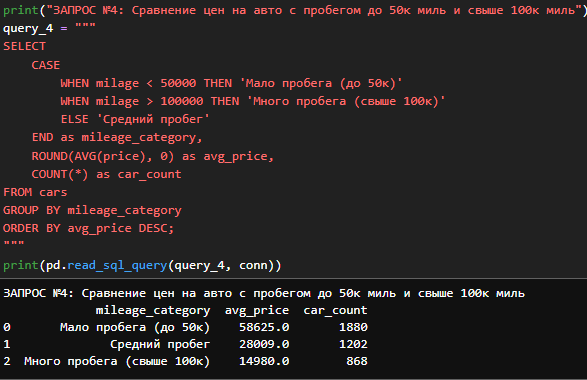 print("ЗАПРОС №4: Сравнение цен на авто с пробегом до 50к миль и свыше 100к миль")
query_4 = """
SELECT
    CASE
        WHEN milage < 50000 THEN 'Мало пробега (до 50к)'
        WHEN milage > 100000 THEN 'Много пробега (свыше 100к)'
        ELSE 'Средний пробег'
    END as mileage_category,
    ROUND(AVG(price), 0) as avg_price,
    COUNT(*) as car_count
FROM cars
GROUP BY mileage_category
ORDER BY avg_price DESC;
"""
print(pd.read_sql_query(query_4, conn))
ЗАПРОС №4: Сравнение цен на авто с пробегом до 50к миль и свыше 100к миль
             mileage_category  avg_price  car_count
0       Мало пробега (до 50к)    58625.0       1880
1              Средний пробег    28009.0       1202
2  Много пробега (свыше 100к)    14980.0        868